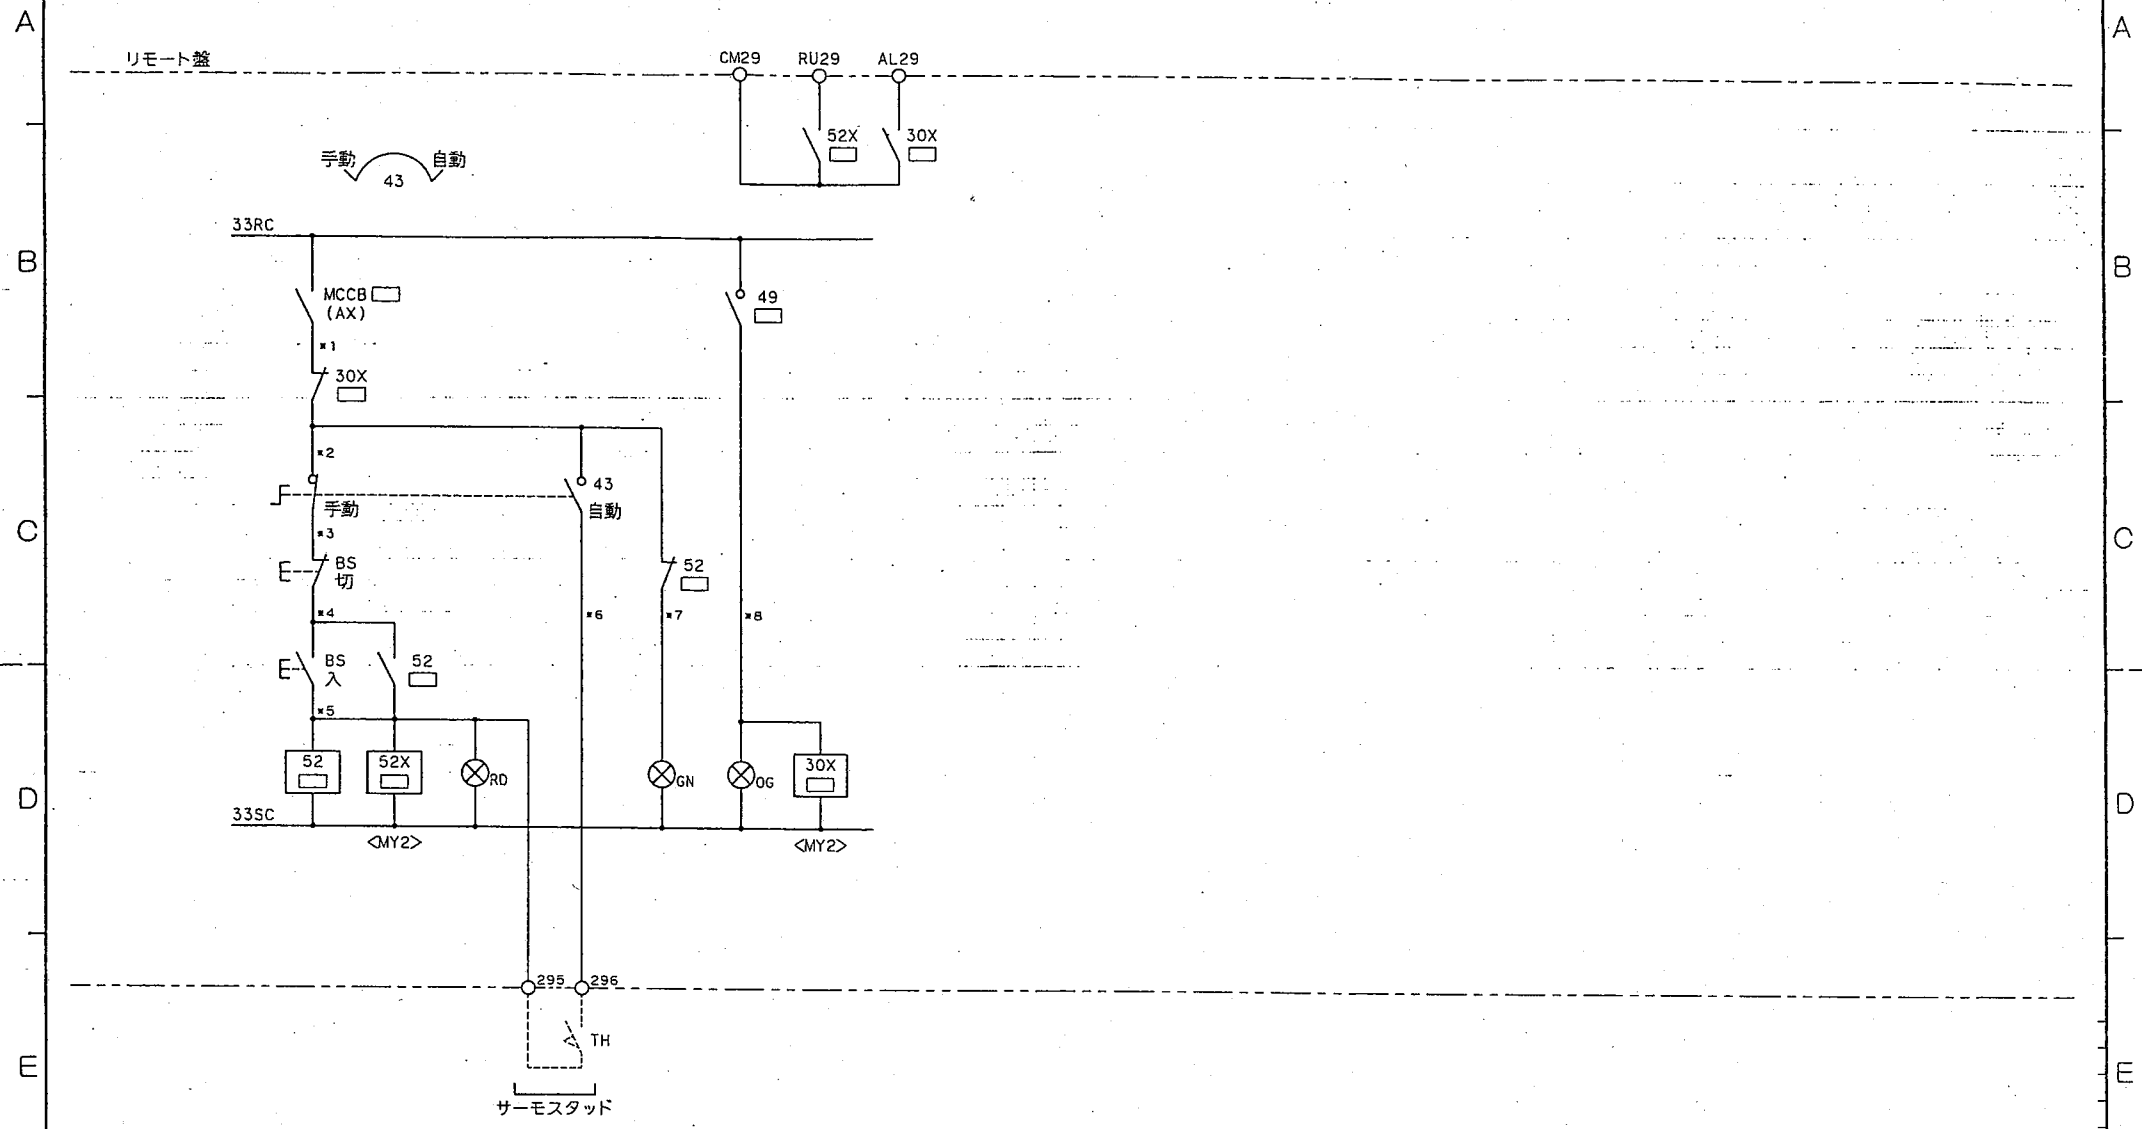 A
A
リモート盤
CM29
RU29
AL29
52X
30X
手動
43
自動
33RC
B
B
MCCB
(AX)
49
*1
30X
*2
43
手動
自動
C
C
*3
BS
切
52
*4
*6
*7
*8
BS
入
52
*5
52
52X
RD
GN
OG
30X
D
D
33SC
<MY2>
<MY2>
295
296
TH
E
E
サーモスタッド